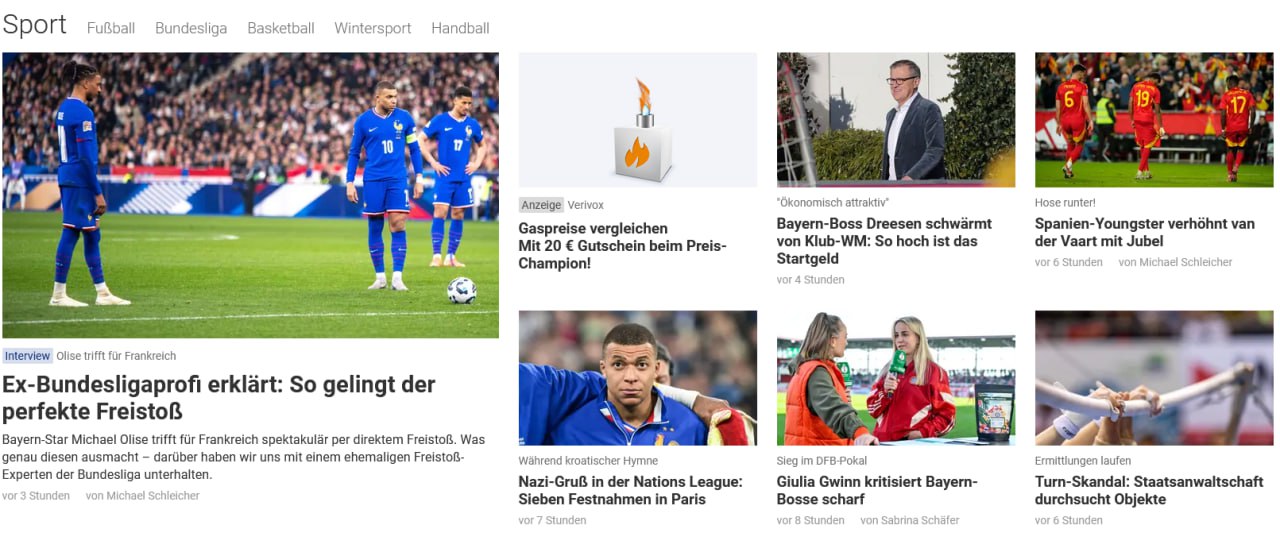 Sport Fußball Bundesliga Basketball Wintersport Handball
11
10
17
Interview Olise trifft für Frankreich
Ex-Bundesligaprofi erklärt: So gelingt der
perfekte Freistoß
Bayern-Star Michael Olise trifft für Frankreich spektakulär per direktem Freistoß. Was
genau diesen ausmacht – darüber haben wir uns mit einem ehemaligen Freistoß-
Experten der Bundesliga unterhalten.
vor 3 Stunden von Michael Schleicher
Anzeige Verivox
Gaspreise vergleichen
Mit 20 € Gutschein beim Preis-
Champion!
"Ökonomisch attraktiv"
Bayern-Boss Dreesen schwärmt
von Klub-WM: So hoch ist das
Startgeld
vor 4 Stunden
6
19
17
Hose runter!
Spanien-Youngster verhöhnt van
der Vaart mit Jubel
vor 6 Stunden von Michael Schleicher
Während kroatischer Hymne
Nazi-Gruß in der Nations League:
Sieben Festnahmen in Paris
vor 7 Stunden
Sieg im DFB-Pokal
Giulia Gwinn kritisiert Bayern-
Bosse scharf
vor 8 Stunden von Sabrina Schäfer
Ermittlungen laufen
Turn-Skandal: Staatsanwaltschaft
durchsucht Objekte
vor 6 Stunden